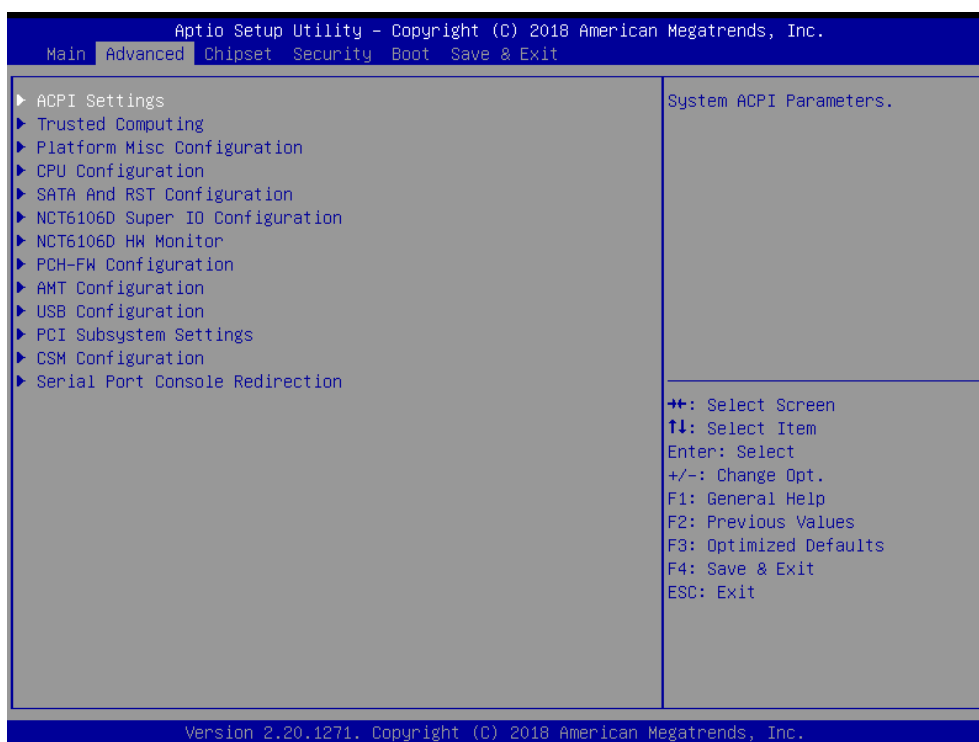 Aptio Setup Utility – Copyright (C) 2018 American Megatrends, Inc.
Main Advanced Chipset Security Boot Save & Exit
ACPI Settings
Trusted Computing
Platform Misc Configuration
CPU Configuration
SATA And RST Configuration
NCT6106D Super IO Configuration
NCT6106D HW Monitor
PCH-FW Configuration
AMT Configuration
USB Configuration
PCI Subsystem Settings
CSM Configuration
Serial Port Console Redirection
System ACPI Parameters.
→←: Select Screen
↑↓: Select Item
Enter: Select
+/-: Change Opt.
F1: General Help
F2: Previous Values
F3: Optimized Defaults
F4: Save & Exit
ESC: Exit
Version 2.20.1271. Copyright (C) 2018 American Megatrends, Inc.